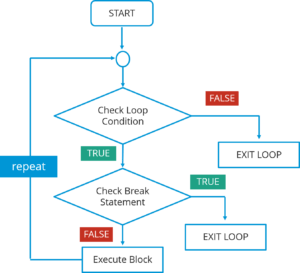 START
FALSE
Check Loop
Condition
EXIT LOOP
TRUE
repeat
Check Break
Statement
TRUE
FALSE
EXIT LOOP
Execute Block